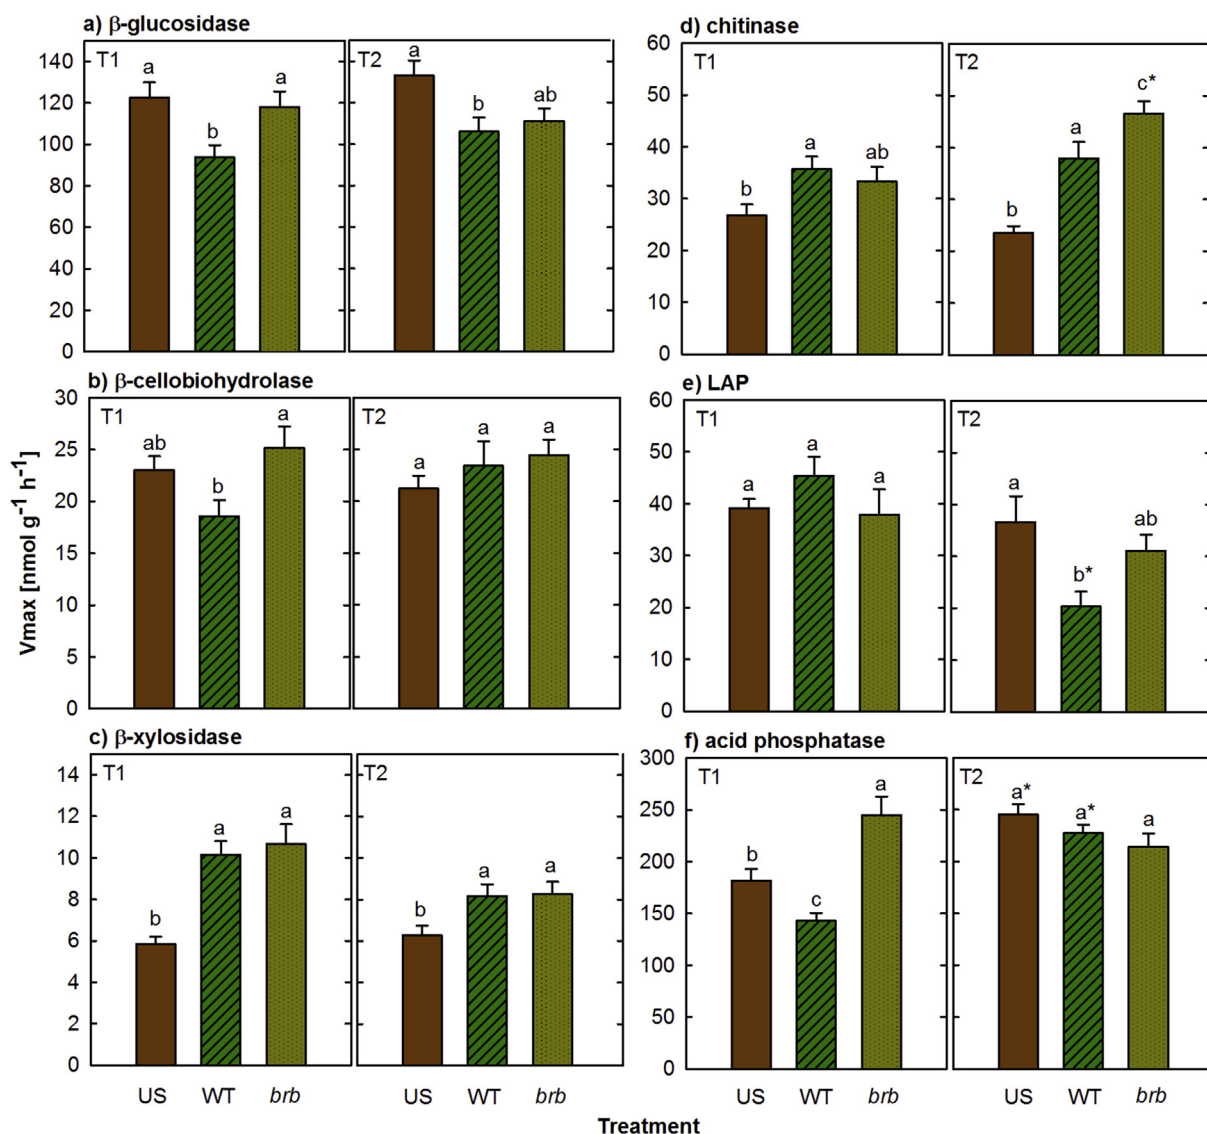 a) β-glucosidase
T1
T2
140
120
100
80
60
40
20
0
a
b
a
a
b
ab
b) β-cellobiohydrolase
T1
T2
30
25
20
15
10
5
0
ab
b
a
a
a
a
c) β-xylosidase
T1
T2
14
12
10
8
6
4
2
0
b
a
a
b
a
a
US WT brb US WT brb
d) chitinase
T1
T2
60
50
40
30
20
10
0
b
a
ab
b
a
c*
e) LAP
T1
T2
60
50
40
30
20
10
0
a
a
a
a
b*
ab
f) acid phosphatase
T1
T2
300
250
200
150
100
50
0
b
c
a
a*
a*
a
US WT brb US WT brb
Vmax [nmol g⁻¹ h⁻¹]
Treatment